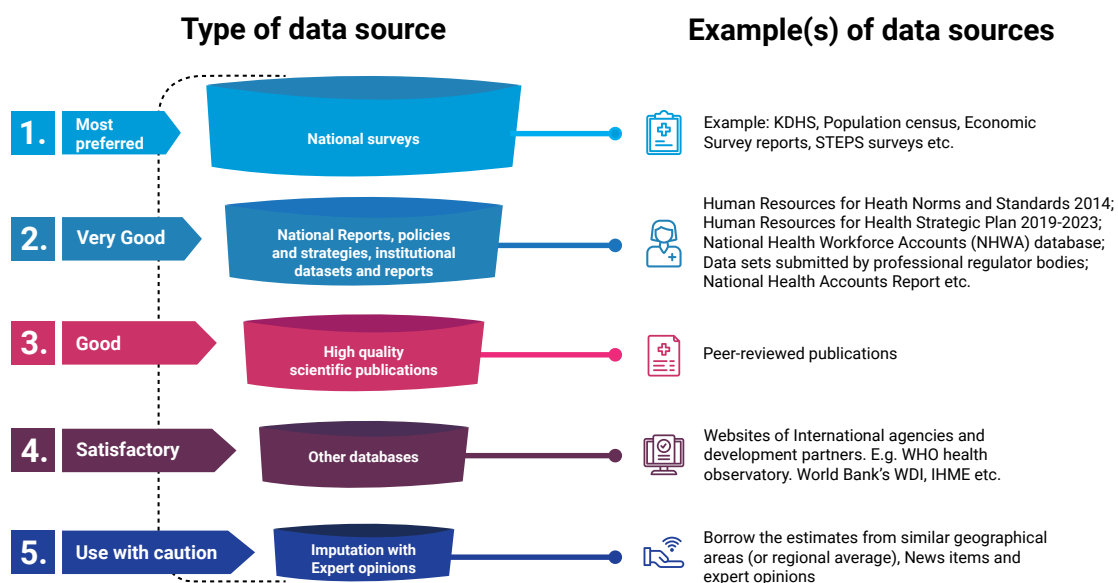 Type of data source
Example(s) of data sources
1.
Most
preferred
National surveys
Example: KDHS, Population census, Economic
Survey reports, STEPS surveys etc.
2.
Very Good
National Reports, policies
and strategies, institutional
datasets and reports
Human Resources for Heath Norms and Standards 2014;
Human Resources for Health Strategic Plan 2019-2023;
National Health Workforce Accounts (NHWA) database;
Data sets submitted by professional regulator bodies;
National Health Accounts Report etc.
3.
Good
High quality
scientific publications
Peer-reviewed publications
4.
Satisfactory
Other databases
Websites of International agencies and
development partners. E.g. WHO health
observatory. World Bank's WDI, IHME etc.
5.
Use with caution
Imputation with
Expert opinions
Borrow the estimates from similar geographical
areas (or regional average), News items and
expert opinions